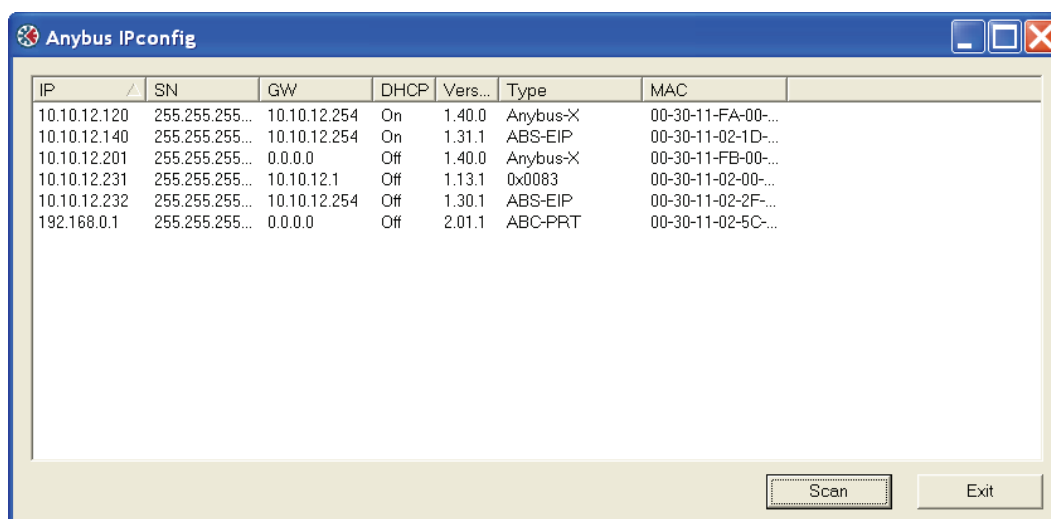 Anybus IPconfig
IP SN GW DHCP Vers... Type MAC
10.10.12.120 255.255.255... 10.10.12.254 On 1.40.0 Anybus-X 00-30-11-FA-00-...
10.10.12.140 255.255.255... 10.10.12.254 On 1.31.1 ABS-EIP 00-30-11-02-1D-...
10.10.12.201 255.255.255... 0.0.0.0 Off 1.40.0 Anybus-X 00-30-11-FB-00-...
10.10.12.231 255.255.255... 10.10.12.1 Off 1.13.1 0x0083 00-30-11-02-00-...
10.10.12.232 255.255.255... 10.10.12.254 Off 1.30.1 ABS-EIP 00-30-11-02-2F-...
192.168.0.1 255.255.255... 0.0.0.0 Off 2.01.1 ABC-PRT 00-30-11-02-5C-...
Scan Exit